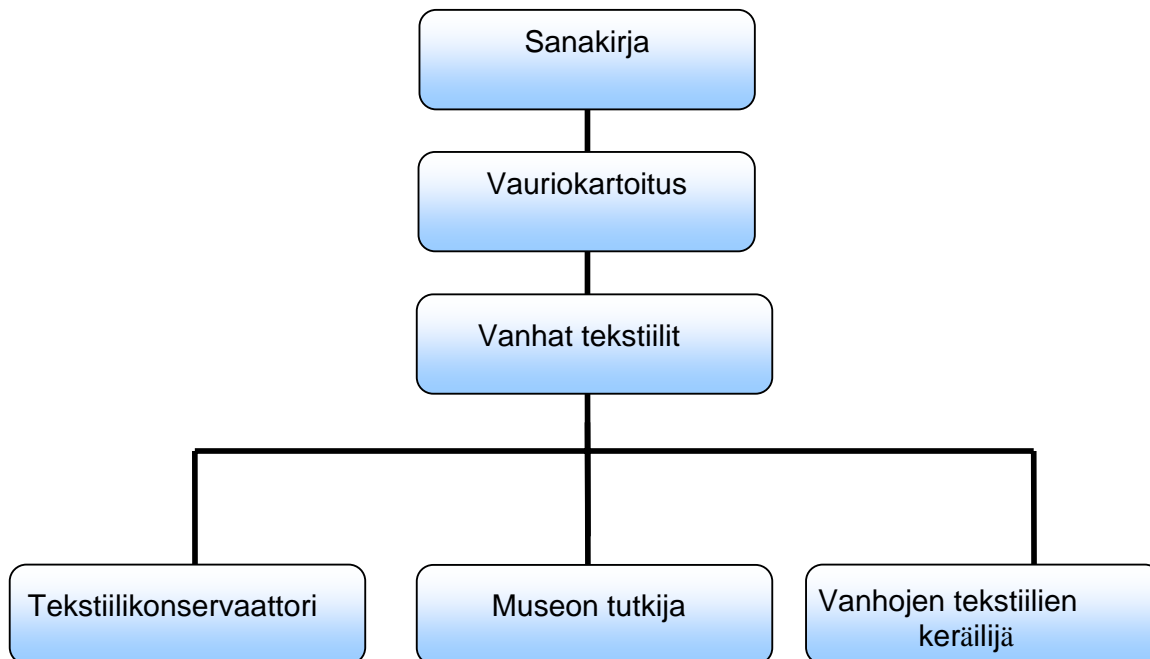 Sanakirja
Vauriokartoitus
Vanhat tekstiilit
Tekstiilikonservaattori
Museon tutkija
Vanhojen tekstiilien
keräilijä